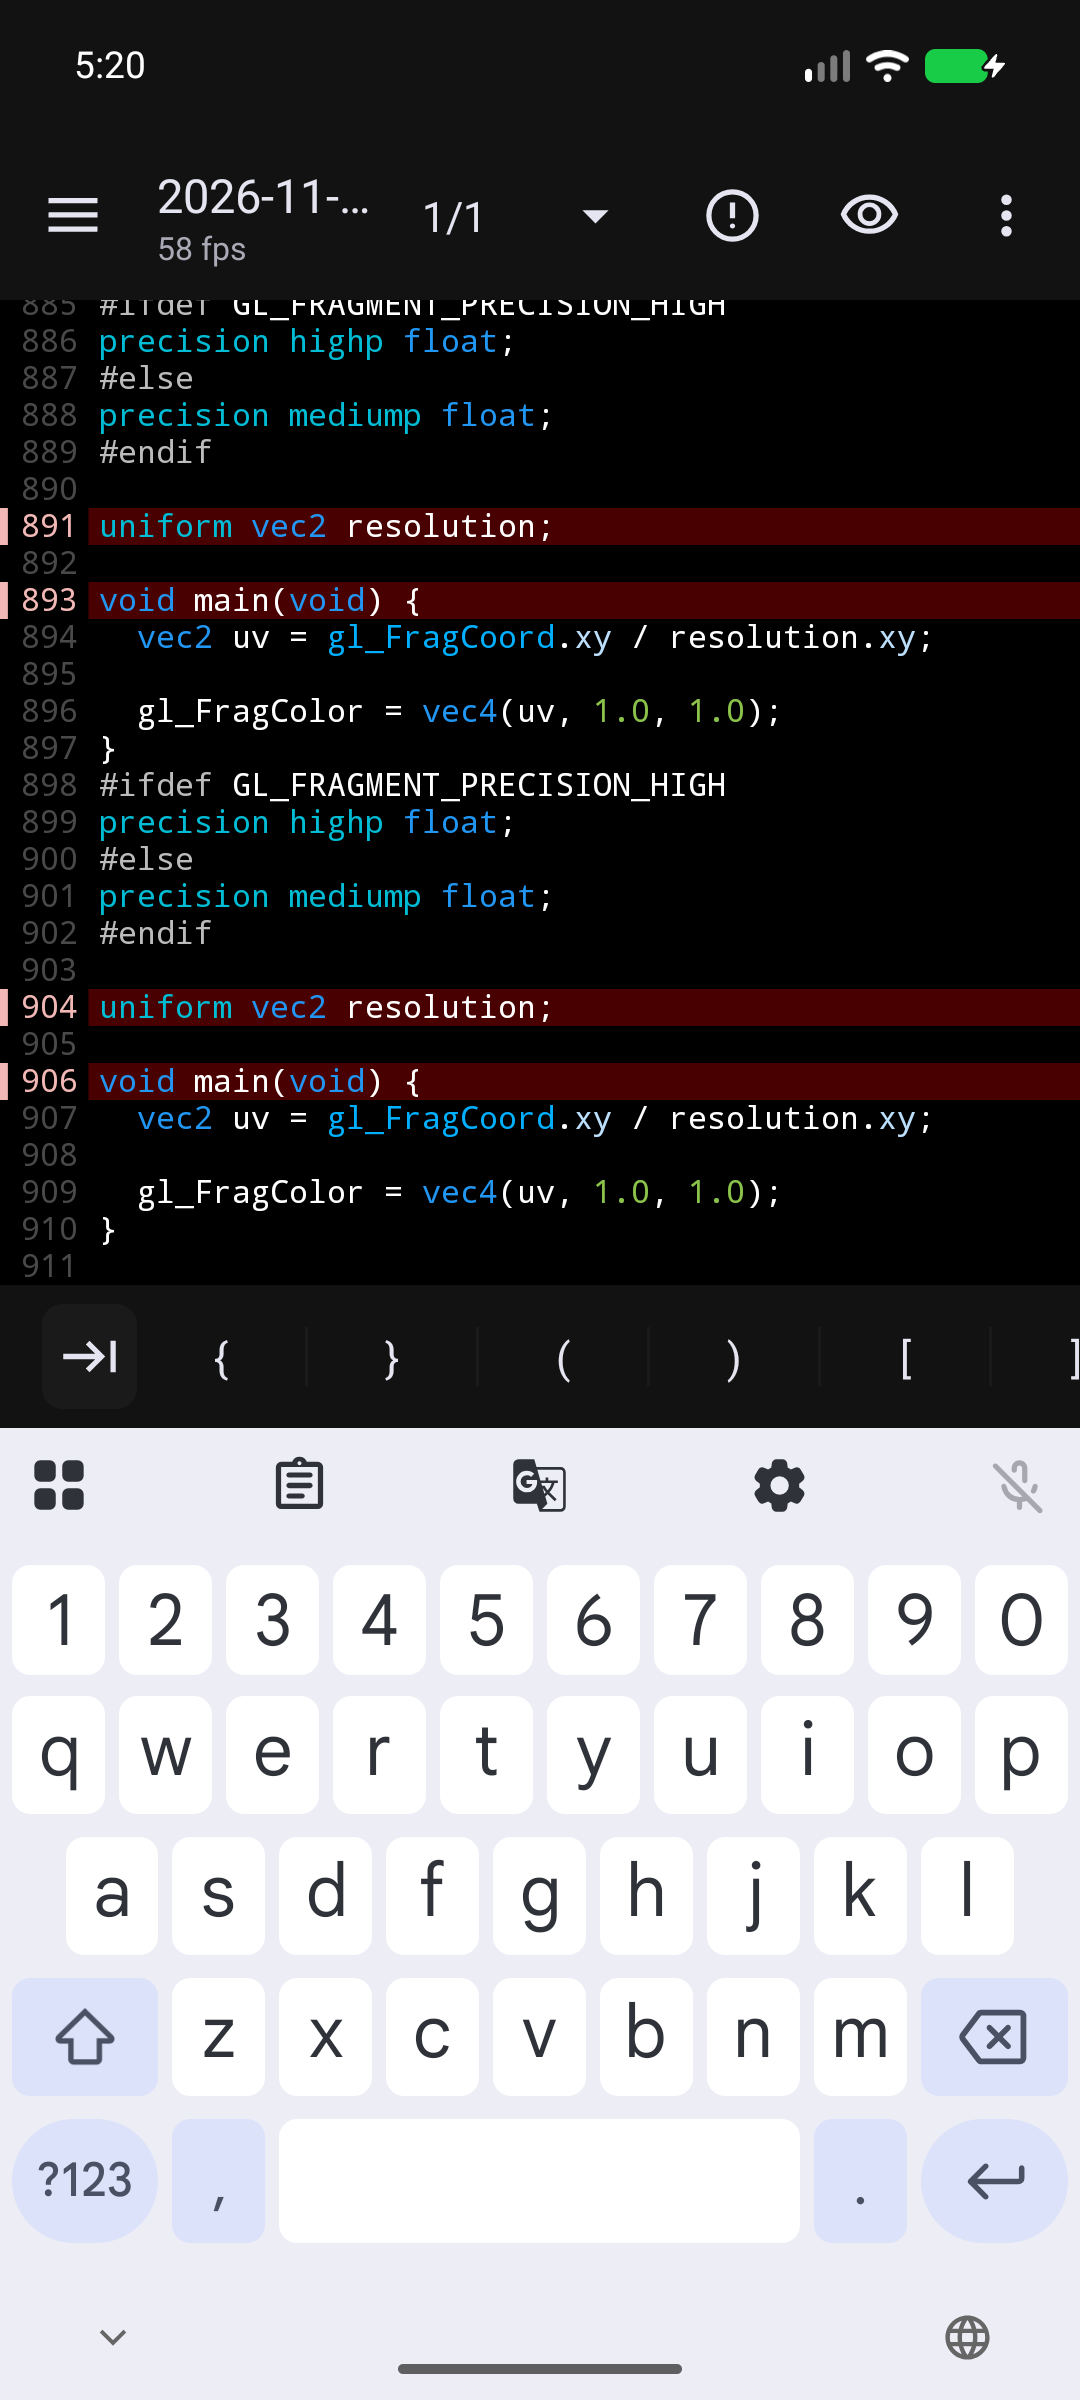 5:20
2026-11-...
58 fps
1/1
885 #ifdef GL_FRAGMENT_PRECISION_HIGH
886 precision highp float;
887 #else
888 precision mediump float;
889 #endif
890
891 uniform vec2 resolution;
892
893 void main(void) {
894   vec2 uv = gl_FragCoord.xy / resolution.xy;
895
896   gl_FragColor = vec4(uv, 1.0, 1.0);
897 }
898 #ifdef GL_FRAGMENT_PRECISION_HIGH
899 precision highp float;
900 #else
901 precision mediump float;
902 #endif
903
904 uniform vec2 resolution;
905
906 void main(void) {
907   vec2 uv = gl_FragCoord.xy / resolution.xy;
908
909   gl_FragColor = vec4(uv, 1.0, 1.0);
910 }
911
{ } ( ) [ ]
1 2 3 4 5 6 7 8 9 0
q w e r t y u i o p
a s d f g h j k l
z x c v b n m
?123 , .